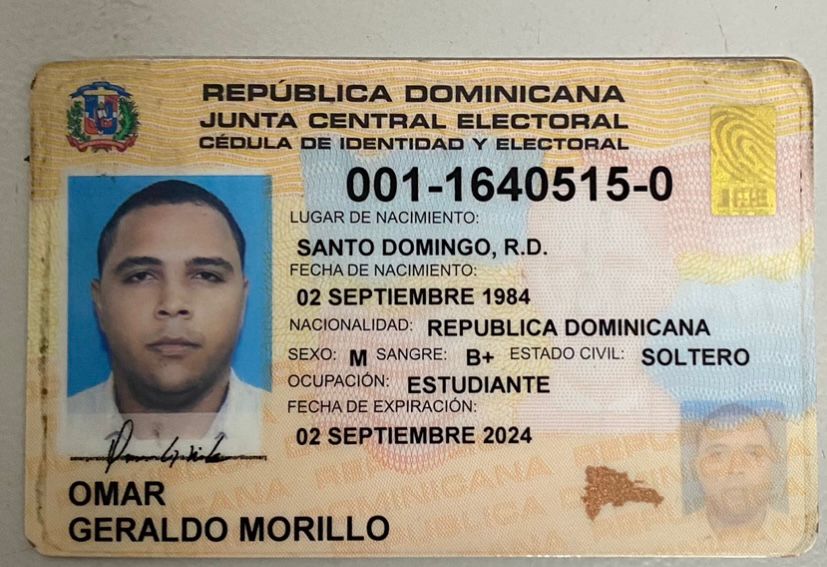 REPÚBLICA DOMINICANA
JUNTA CENTRAL ELECTORAL
CÉDULA DE IDENTIDAD Y ELECTORAL
001-1640515-0
LUGAR DE NACIMIENTO:
SANTO DOMINGO, R.D.
FECHA DE NACIMIENTO:
02 SEPTIEMBRE 1984
NACIONALIDAD: REPUBLICA DOMINICANA
SEXO: M SANGRE: B+ ESTADO CIVIL: SOLTERO
OCUPACIÓN: ESTUDIANTE
FECHA DE EXPIRACIÓN:
02 SEPTIEMBRE 2024
OMAR
GERALDO MORILLO